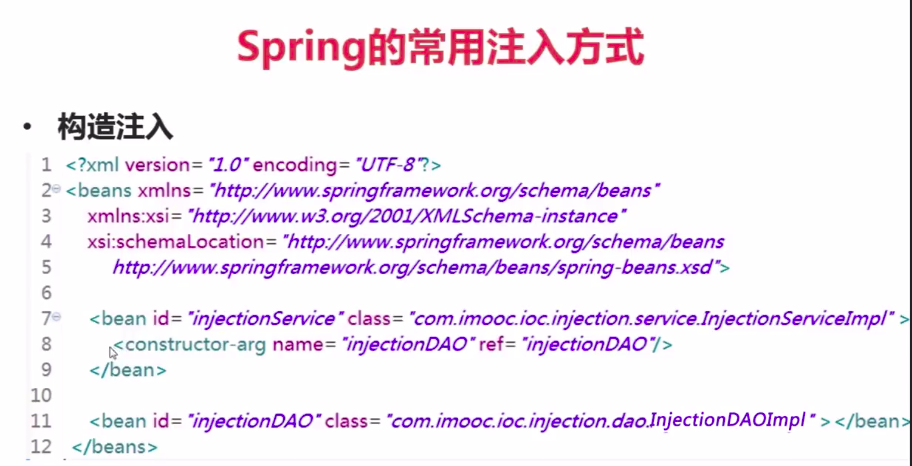 Spring的常用注入方式
• 构造注入
1 <?xml version="1.0" encoding="UTF-8"?>
2 <beans xmlns="http://www.springframework.org/schema/beans"
3 xmlns:xsi="http://www.w3.org/2001/XMLSchema-instance"
4 xsi:schemaLocation="http://www.springframework.org/schema/beans
5 http://www.springframework.org/schema/beans/spring-beans.xsd">
6
7 <bean id="injectionService" class="com.imooc.ioc.injection.service.InjectionServiceImpl" >
8 <constructor-arg name="injectionDAO" ref="injectionDAO"/>
9 </bean>
10
11 <bean id="injectionDAO" class="com.imooc.ioc.injection.dao.InjectionDAOImpl" ></bean>
12 </beans>